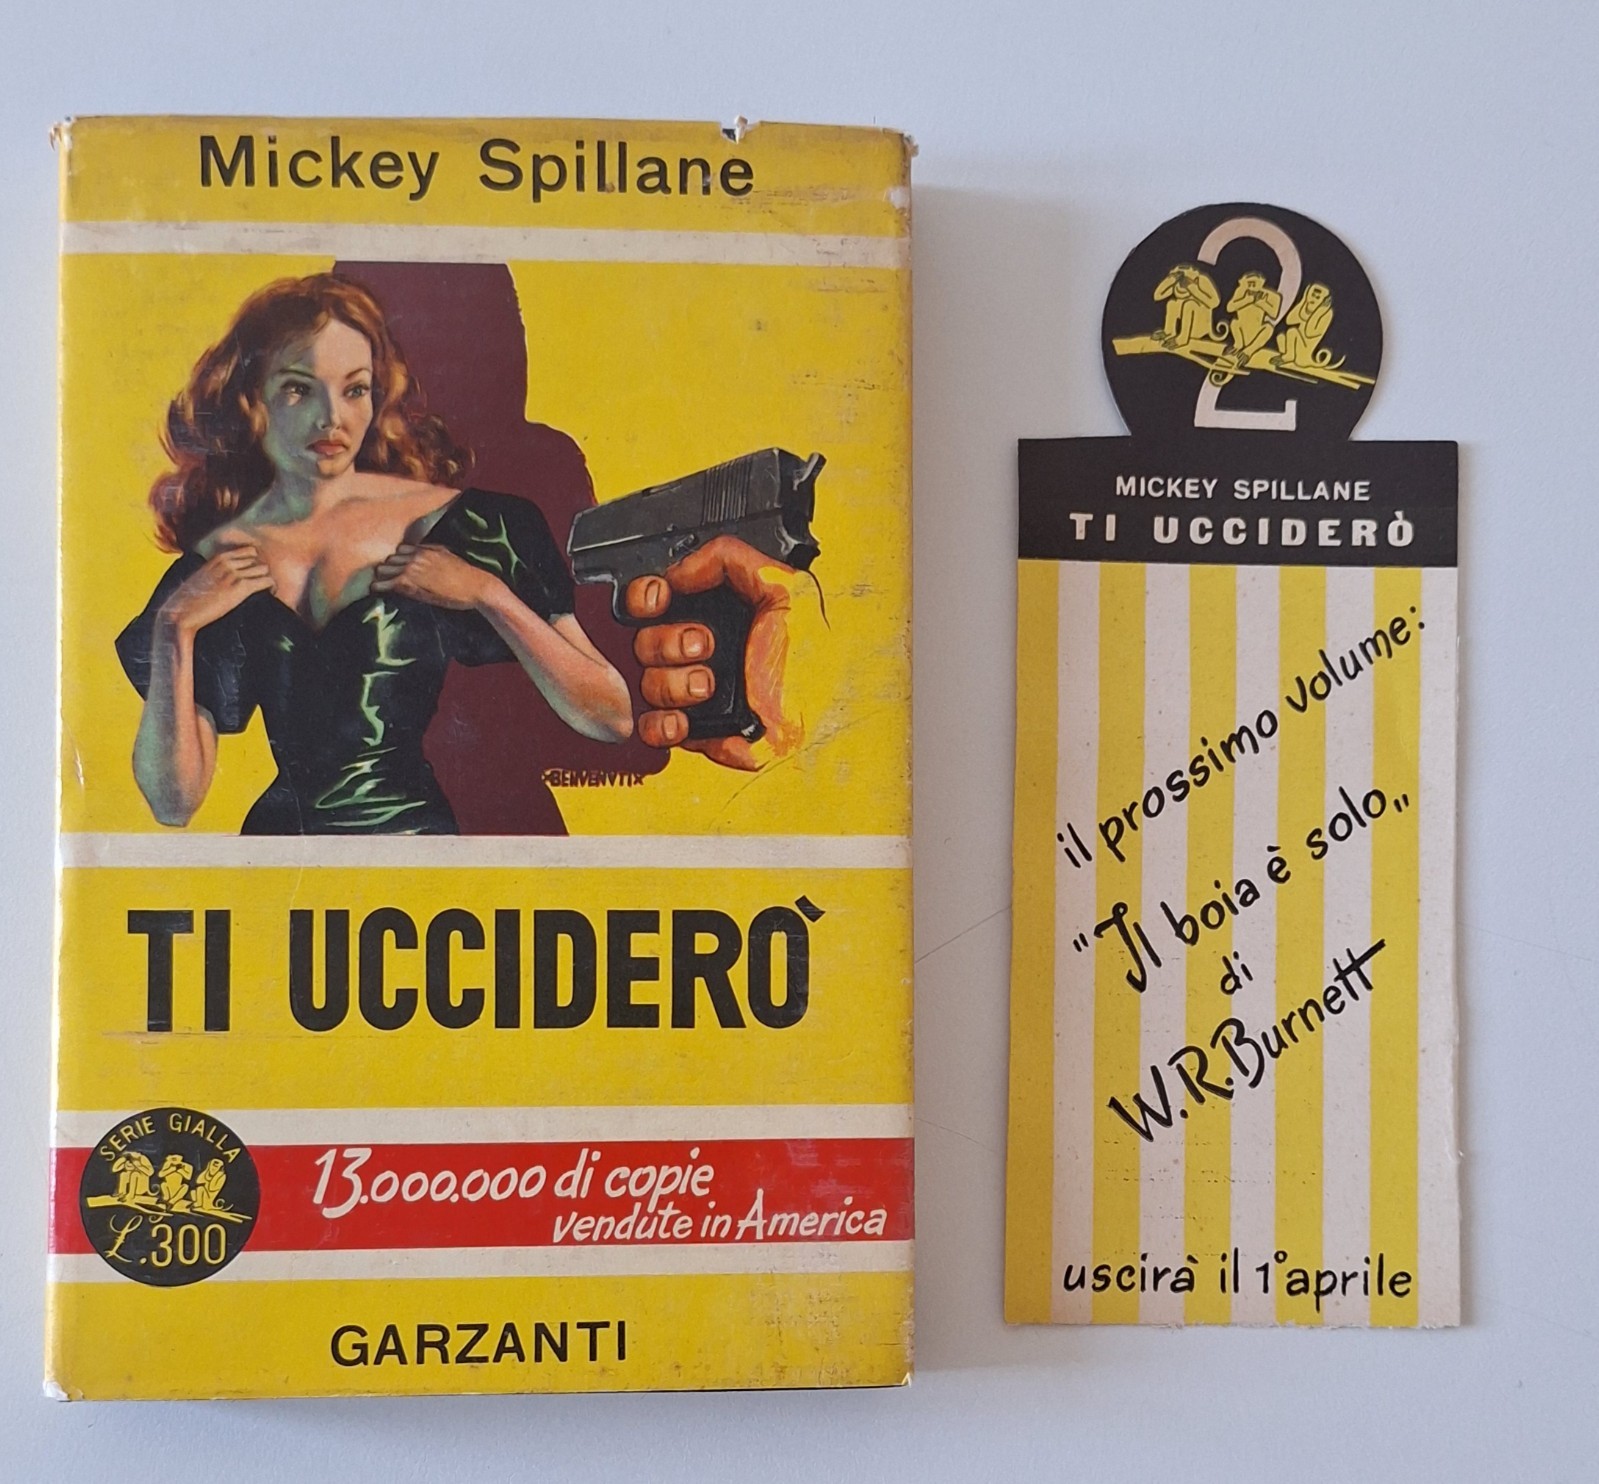 Mickey Spillane
BENVENUTI
TI UCCIDERO'
SERIE GIALLA
L.300
13.000.000 di copie
vendute in America
GARZANTI
2
MICKEY SPILLANE
TI UCCIDERÒ
il prossimo volume:
"Il boia è solo„
di
W.R.Burnett
uscirà il 1° aprile